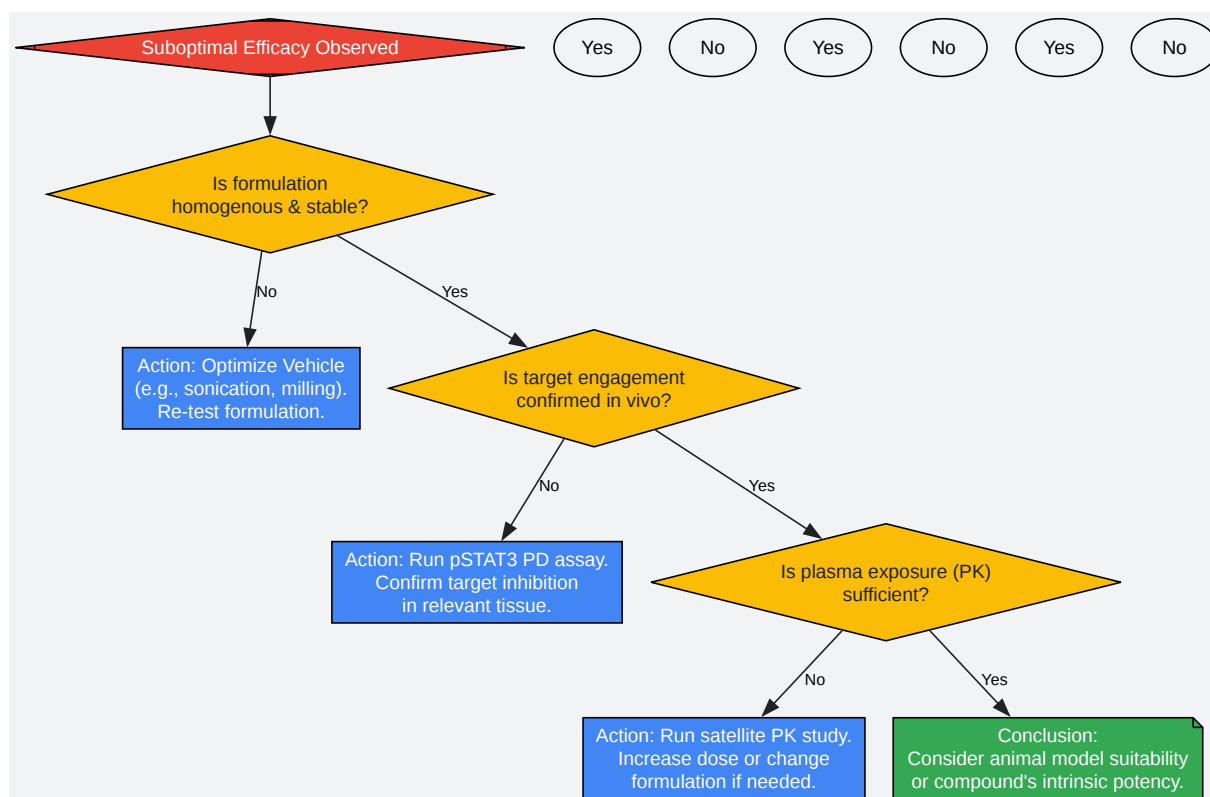 Suboptimal Efficacy Observed
Yes
No
Yes
No
Yes
No
Is formulation
homogenous & stable?
No
Yes
Action: Optimize Vehicle
(e.g., sonication, milling).
Re-test formulation.
Is target engagement
confirmed in vivo?
No
Yes
Action: Run pSTAT3 PD assay.
Confirm target inhibition
in relevant tissue.
Is plasma exposure (PK)
sufficient?
No
Yes
Action: Run satellite PK study.
Increase dose or change
formulation if needed.
Conclusion:
Consider animal model suitability
or compound's intrinsic potency.